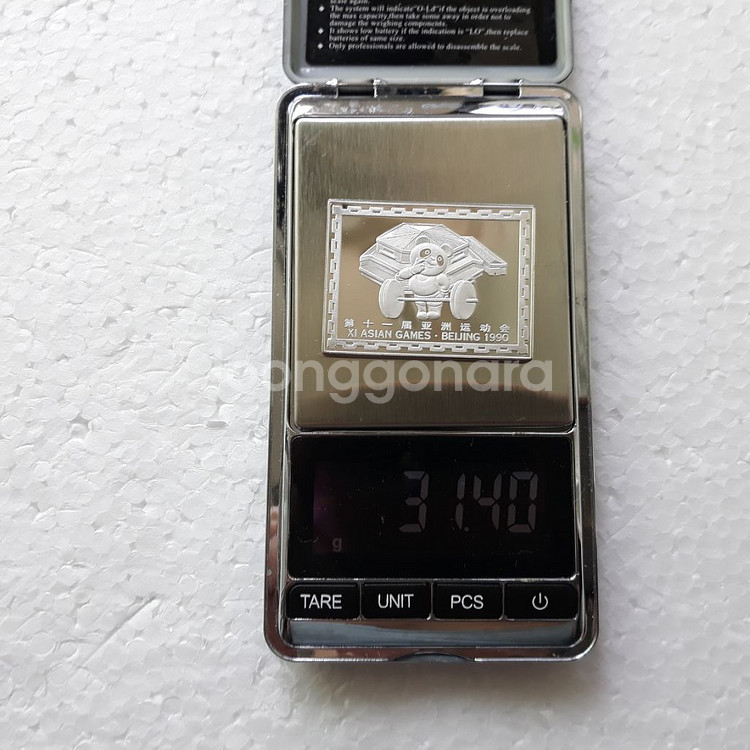 scale again.
The system will indicate"O-Ld"if the object is overloading
the max capacity,then take some away in order not to
damage the weighing components.
It shows low battery if the indication is "LO",then replace
batteries of same size.
Only professionals are allowed to disassemble the scale.
第十一届亚洲运动会
XI ASIAN GAMES · BEIJING 1990
joonggonara
31.40
g
TARE UNIT PCS